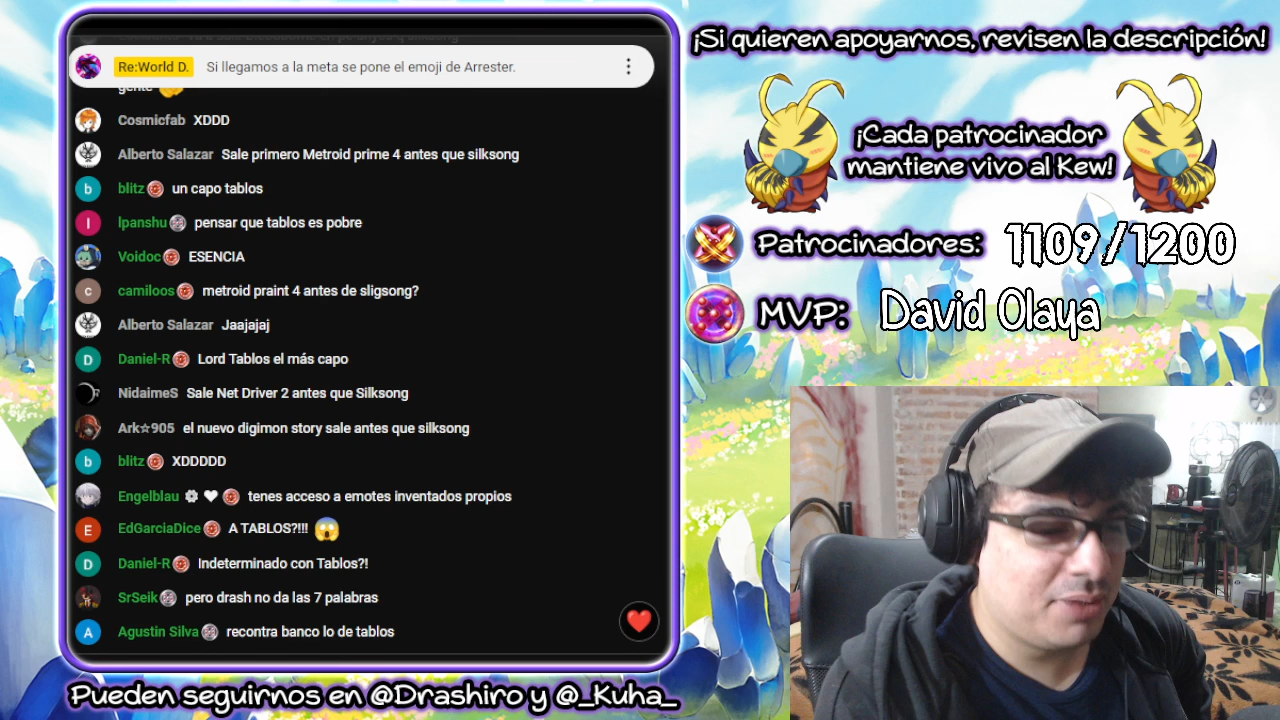 ¡Si quieren apoyarnos, revisen la descripción!
Re:World D. Si llegamos a la meta se pone el emoji de Arrester.
gente
Cosmicfab XDDD
Alberto Salazar Sale primero Metroid prime 4 antes que silksong
b blitz un capo tablos
l lpanshu pensar que tablos es pobre
Voidoc ESENCIA
c camiloos metroid praint 4 antes de sligsong?
Alberto Salazar Jaajajaj
D Daniel-R Lord Tablos el más capo
NidaimeS Sale Net Driver 2 antes que Silksong
Ark☆905 el nuevo digimon story sale antes que silksong
b blitz XDDDDD
Engelblau tenes acceso a emotes inventados propios
E EdGarciaDice A TABLOS?!!!
D Daniel-R Indeterminado con Tablos?!
SrSeik pero drash no da las 7 palabras
A Agustin Silva recontra banco lo de tablos
¡Cada patrocinador
mantiene vivo al Kew!
Patrocinadores: 1109/1200
MVP: David Olaya
Pueden seguirnos en @Drashiro y @_Kuha_